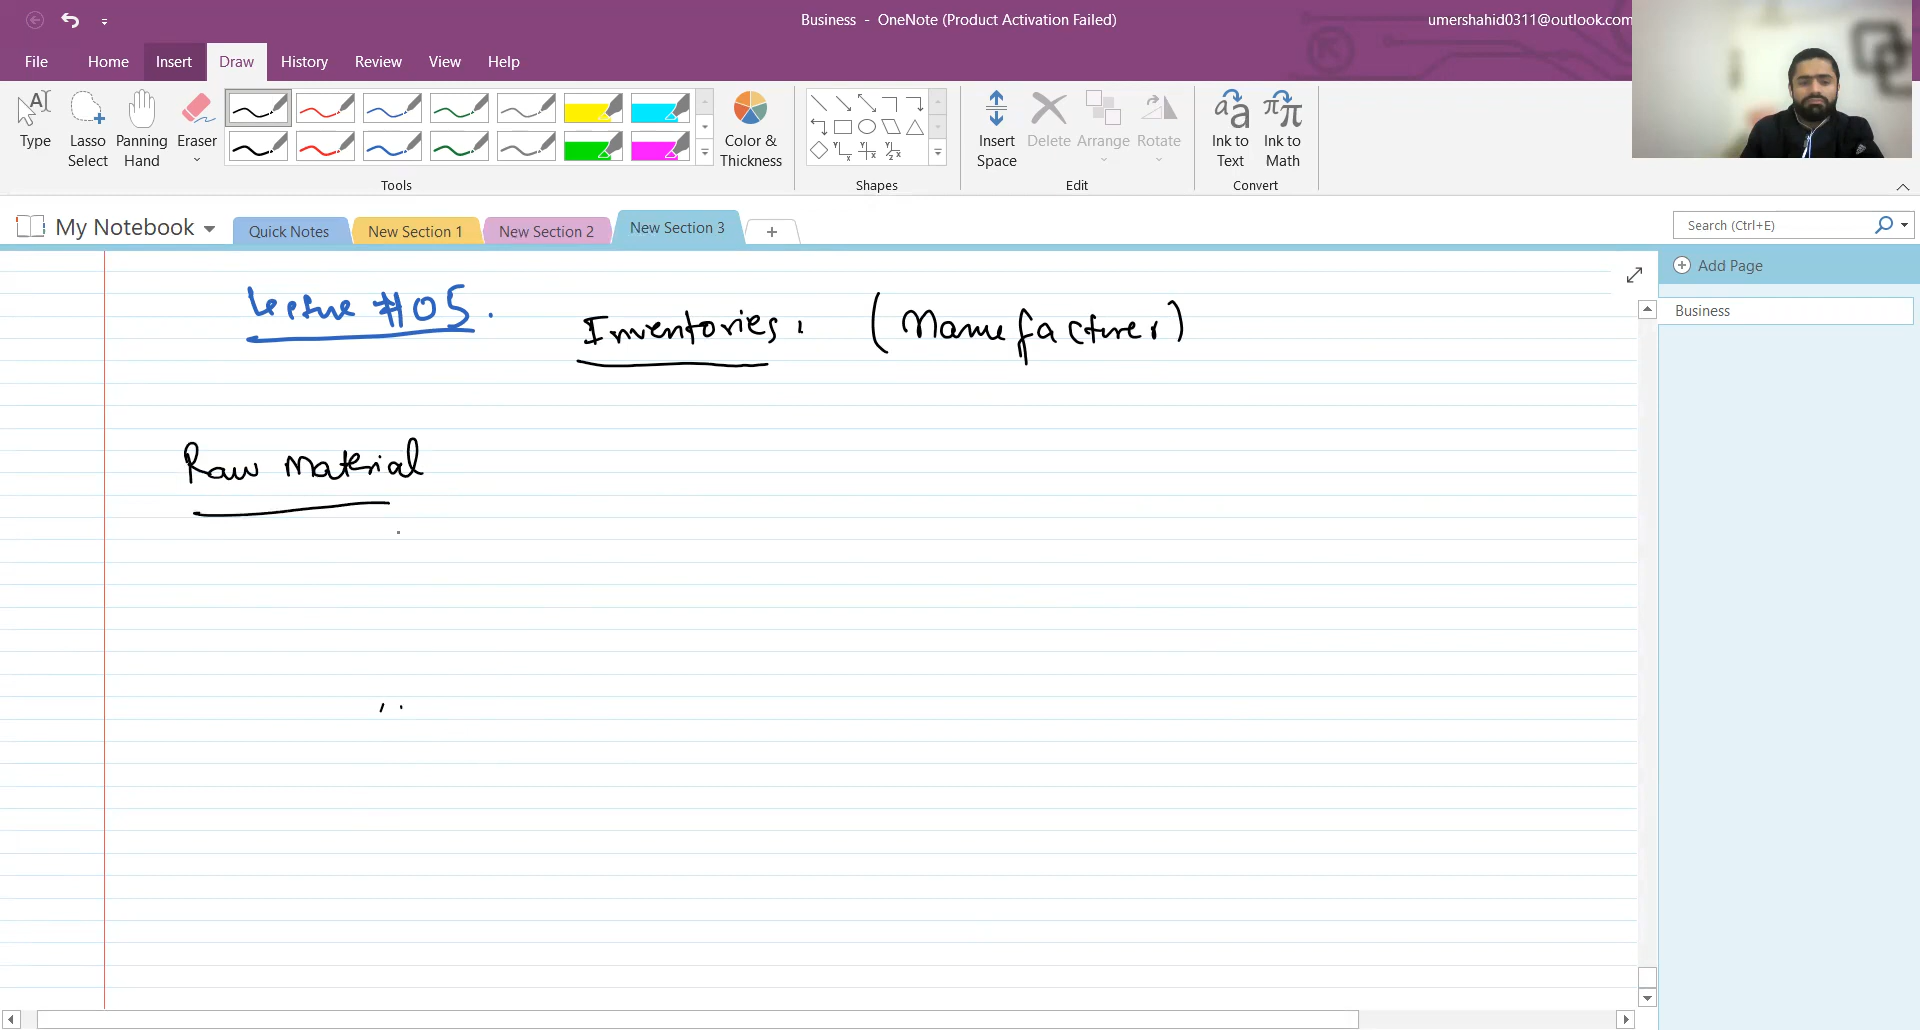 Business - OneNote (Product Activation Failed)
umershahid0311@outlook.com
File Home Insert Draw History Review View Help
Type
Lasso Select
Panning Hand
Eraser
Color & Thickness
Insert Space
Delete
Arrange
Rotate
Ink to Text
Ink to Math
Tools
Shapes
Edit
Convert
My Notebook
Quick Notes
New Section 1
New Section 2
New Section 3
Search (Ctrl+E)
Add Page
Business
Lecture #05.
Inventories: (Manufacturer)
Raw Material